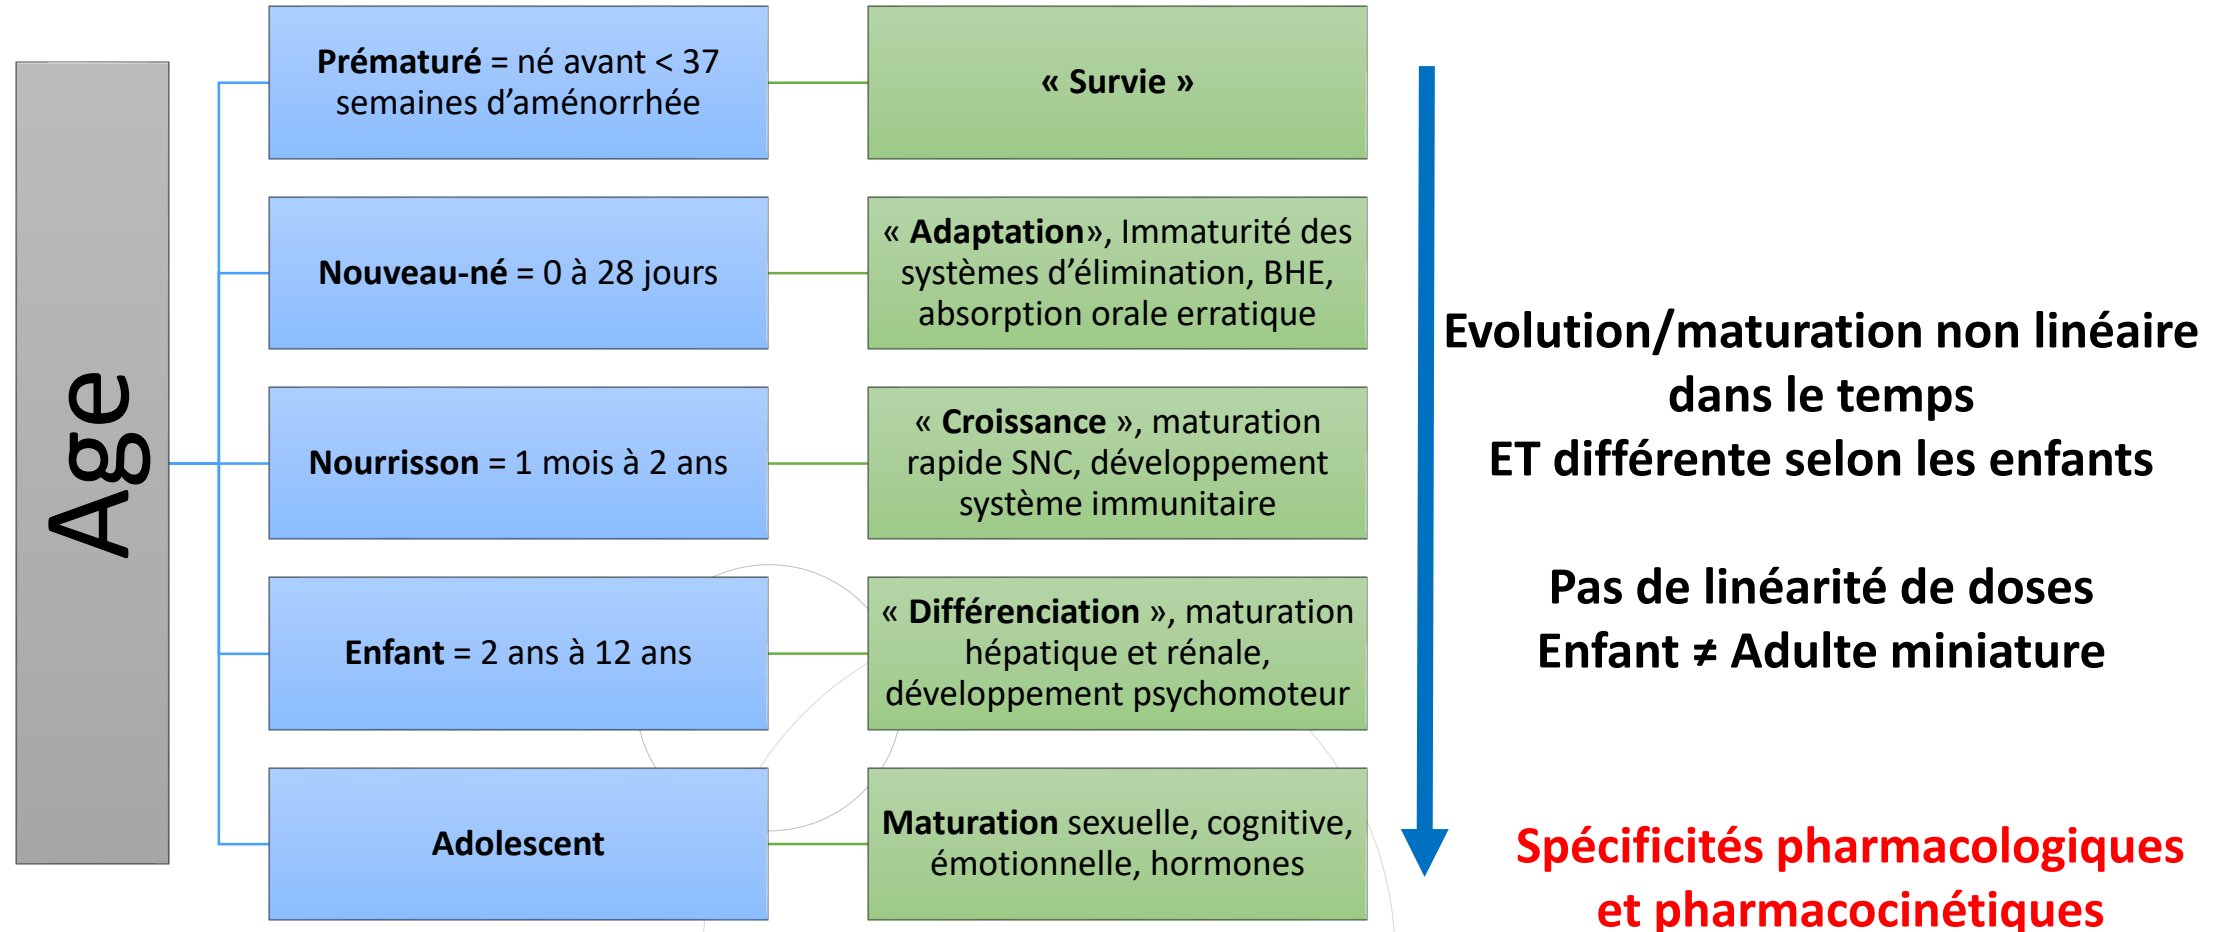 Age
Prématuré = né avant < 37
semaines d'aménorrhée
« Survie »
Nouveau-né = 0 à 28 jours
« Adaptation», Immaturité des
systèmes d'élimination, BHE,
absorption orale erratique
Nourrisson = 1 mois à 2 ans
« Croissance », maturation
rapide SNC, développement
système immunitaire
Enfant = 2 ans à 12 ans
« Différenciation », maturation
hépatique et rénale,
développement psychomoteur
Adolescent
Maturation sexuelle, cognitive,
émotionnelle, hormones
Evolution/maturation non linéaire
dans le temps
ET différente selon les enfants
Pas de linéarité de doses
Enfant ≠ Adulte miniature
Spécificités pharmacologiques
et pharmacocinétiques